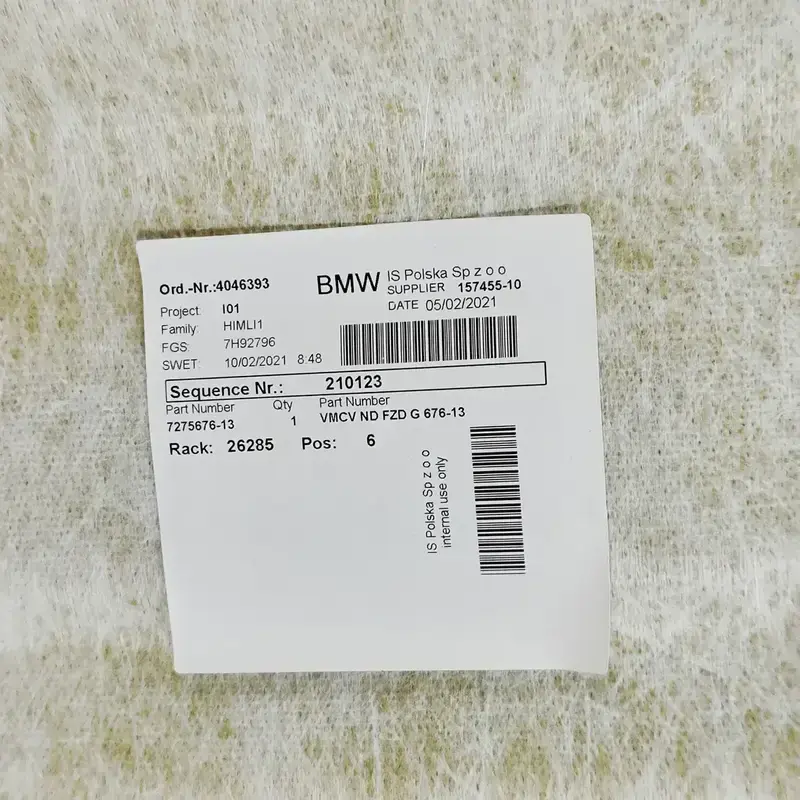 Ord.-Nr.:4046393
BMW
IS Polska Sp z o o
SUPPLIER 157455-10
DATE 05/02/2021
Project: I01
Family: HIMLI1
FGS: 7H92796
SWET: 10/02/2021 8:48
Sequence Nr.: 210123
Part Number Qty Part Number
7275676-13 1 VMCV ND FZD G 676-13
Rack: 26285 Pos: 6
IS Polska Sp z o o
internal use only